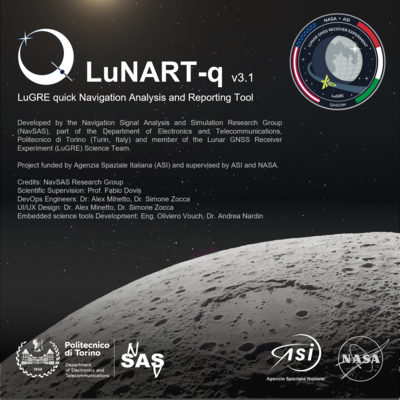 LuNART-q v3.1
LuGRE quick Navigation Analysis and Reporting Tool
NASA + ASI
LUNAR GNSS RECEIVER EXPERIMENT
LuGRE
Developed by the Navigation Signal Analysis and Simulation Research Group
(NavSAS), part of the Department of Electronics and. Telecommunications,
Politecnico di Torino (Turin, Italy) and member of the Lunar GNSS Receiver
Experiment (LuGRE) Science Team.
Project funded by Agenzia Spaziale Italiana (ASI) and supervised by ASI and NASA.
Credits: NavSAS Research Group
Scientific Supervision: Prof. Fabio Dovis
DevOps Engineers: Dr. Alex Minetto, Dr. Simone Zocca
UI/UX Design: Dr. Alex Minetto, Dr. Simone Zocca
Embedded science tools Development: Eng. Oliviero Vouch, Dr. Andrea Nardin
Politecnico
di Torino
Department
of Electronics and
Telecommunications
1859
NAV
SAS
ASI
Agenzia Spaziale Italiana
NASA